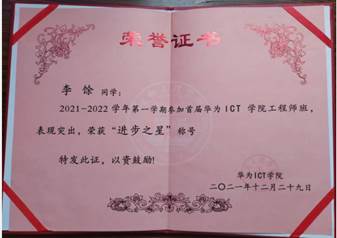 荣誉证书
李馀 同学：
2021-2022 学年第一学期参加首届华为 ICT 学院工程师班，
表现突出，荣获“进步之星”称号
特发此证，以资鼓励！
华为ICT学院
二〇二一年十二月二十九日